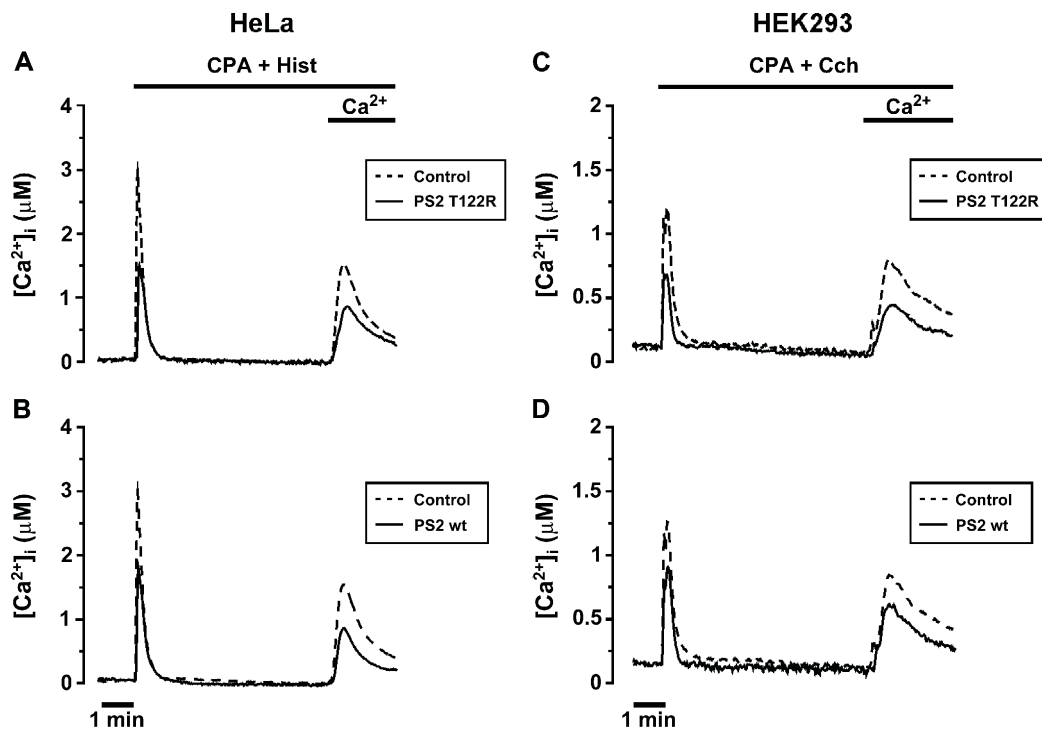 HeLa
HEK293
A
CPA + Hist
Ca2+
4
3
2
1
0
[Ca2+]i (μM)
Control
PS2 T122R
C
CPA + Cch
Ca2+
2
1.5
1
0.5
0
[Ca2+]i (μM)
Control
PS2 T122R
B
4
3
2
1
0
[Ca2+]i (μM)
Control
PS2 wt
1 min
D
2
1.5
1
0.5
0
[Ca2+]i (μM)
Control
PS2 wt
1 min